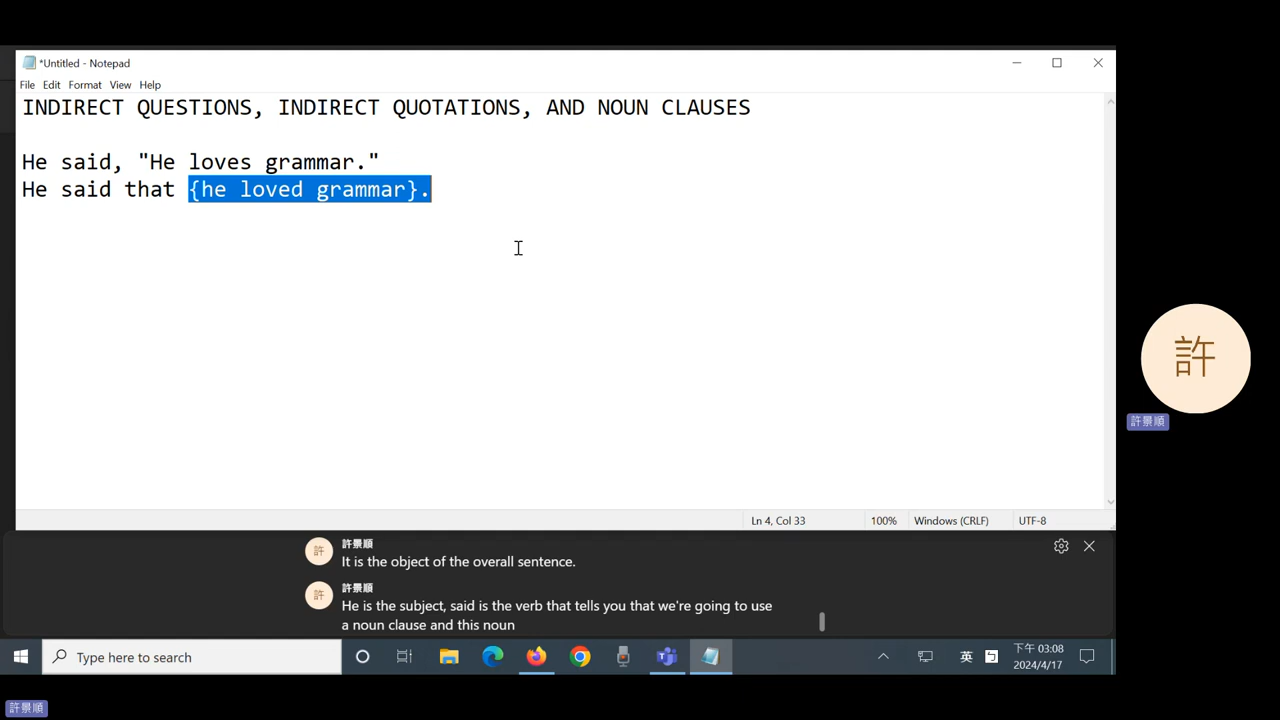 *Untitled - Notepad
File Edit Format View Help
INDIRECT QUESTIONS, INDIRECT QUOTATIONS, AND NOUN CLAUSES
He said, "He loves grammar."
He said that {he loved grammar}.
許
許景順
Ln 4, Col 33 100% Windows (CRLF) UTF-8
許
許景順
It is the object of the overall sentence.
許
許景順
He is the subject, said is the verb that tells you that we're going to use
a noun clause and this noun
Type here to search
英
下午 03:08
2024/4/17
許景順